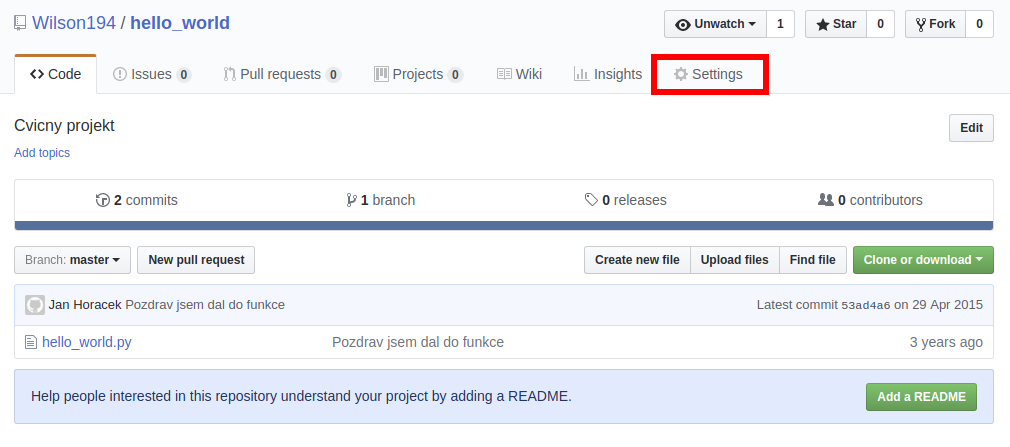 Wilson194 / hello_world Unwatch 1 Star 0 Fork 0
Code Issues 0 Pull requests 0 Projects 0 Wiki Insights Settings
Cvicny projekt Edit
Add topics
2 commits 1 branch 0 releases 0 contributors
Branch: master New pull request Create new file Upload files Find file Clone or download
Jan Horacek Pozdrav jsem dal do funkce Latest commit 53ad4a6 on 29 Apr 2015
hello_world.py Pozdrav jsem dal do funkce 3 years ago
Help people interested in this repository understand your project by adding a README. Add a README